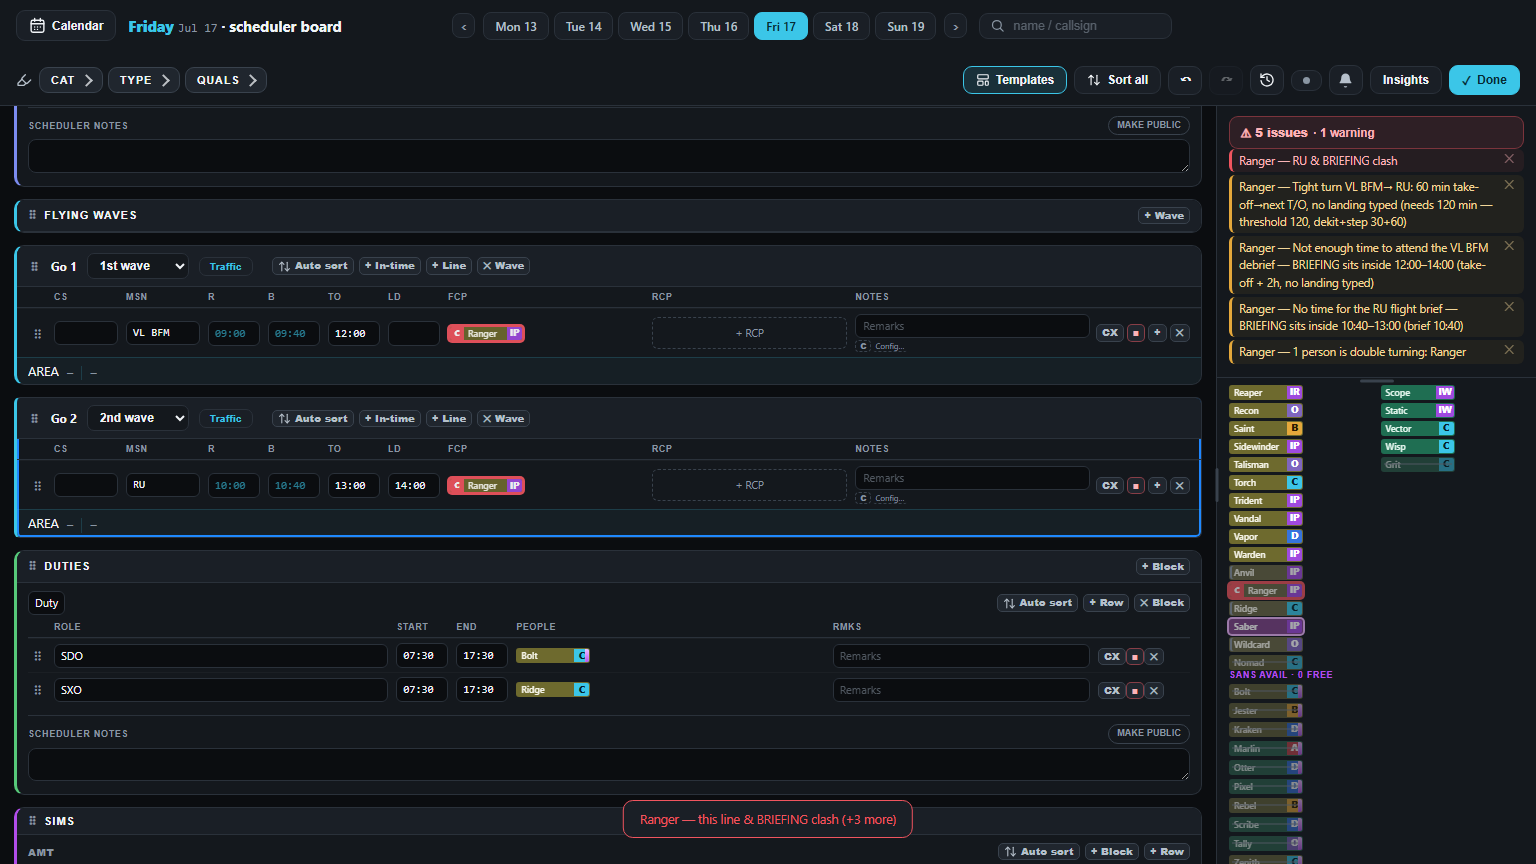 Calendar
Friday Jul 17 · scheduler board
‹ Mon 13 Tue 14 Wed 15 Thu 16 Fri 17 Sat 18 Sun 19 ›
name / callsign
CAT TYPE QUALS
Templates Sort all Insights ✓ Done
SCHEDULER NOTES MAKE PUBLIC
FLYING WAVES + Wave
Go 1 1st wave Traffic Auto sort + In-time + Line × Wave
CS MSN R B TO LD FCP RCP NOTES
VL BFM 09:00 09:40 12:00 C Ranger IP + RCP Remarks CX + ×
C Config...
AREA – –
Go 2 2nd wave Traffic Auto sort + In-time + Line × Wave
CS MSN R B TO LD FCP RCP NOTES
RU 10:00 10:40 13:00 14:00 C Ranger IP + RCP Remarks CX + ×
C Config...
AREA – –
DUTIES + Block
Duty Auto sort + Row × Block
ROLE START END PEOPLE RMKS
SDO 07:30 17:30 Bolt C Remarks CX ×
SXO 07:30 17:30 Ridge C Remarks CX ×
SCHEDULER NOTES MAKE PUBLIC
SIMS
AMT Auto sort + Block + Row
Ranger — this line & BRIEFING clash (+3 more)
⚠ 5 issues · 1 warning
Ranger — RU & BRIEFING clash ×
Ranger — Tight turn VL BFM→ RU: 60 min take-
off→next T/O, no landing typed (needs 120 min —
threshold 120, dekit+step 30+60)
Ranger — Not enough time to attend the VL BFM
debrief — BRIEFING sits inside 12:00–14:00 (take-
off + 2h, no landing typed)
Ranger — No time for the RU flight brief —
BRIEFING sits inside 10:40–13:00 (brief 10:40)
Ranger — 1 person is double turning: Ranger
Reaper IR
Recon O
Saint B
Sidewinder IP
Talisman O
Torch C
Trident IP
Vandal IP
Vapor D
Warden IP
Anvil IP
C Ranger IP
Ridge C
Saber IP
Wildcard O
Nomad C
Scope IW
Static IW
Vector C
Wisp C
Grit C
SANS AVAIL · 0 FREE
Bolt C
Jester B
Kraken D
Marlin A
Otter D
Pixel D
Rebel B
Scribe D
Tally O
Zenith C